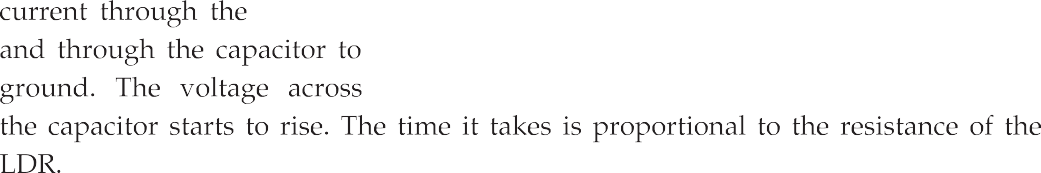 current through the
and through the capacitor to
ground. The voltage across
the capacitor starts to rise. The time it takes is proportional to the resistance of the
LDR.